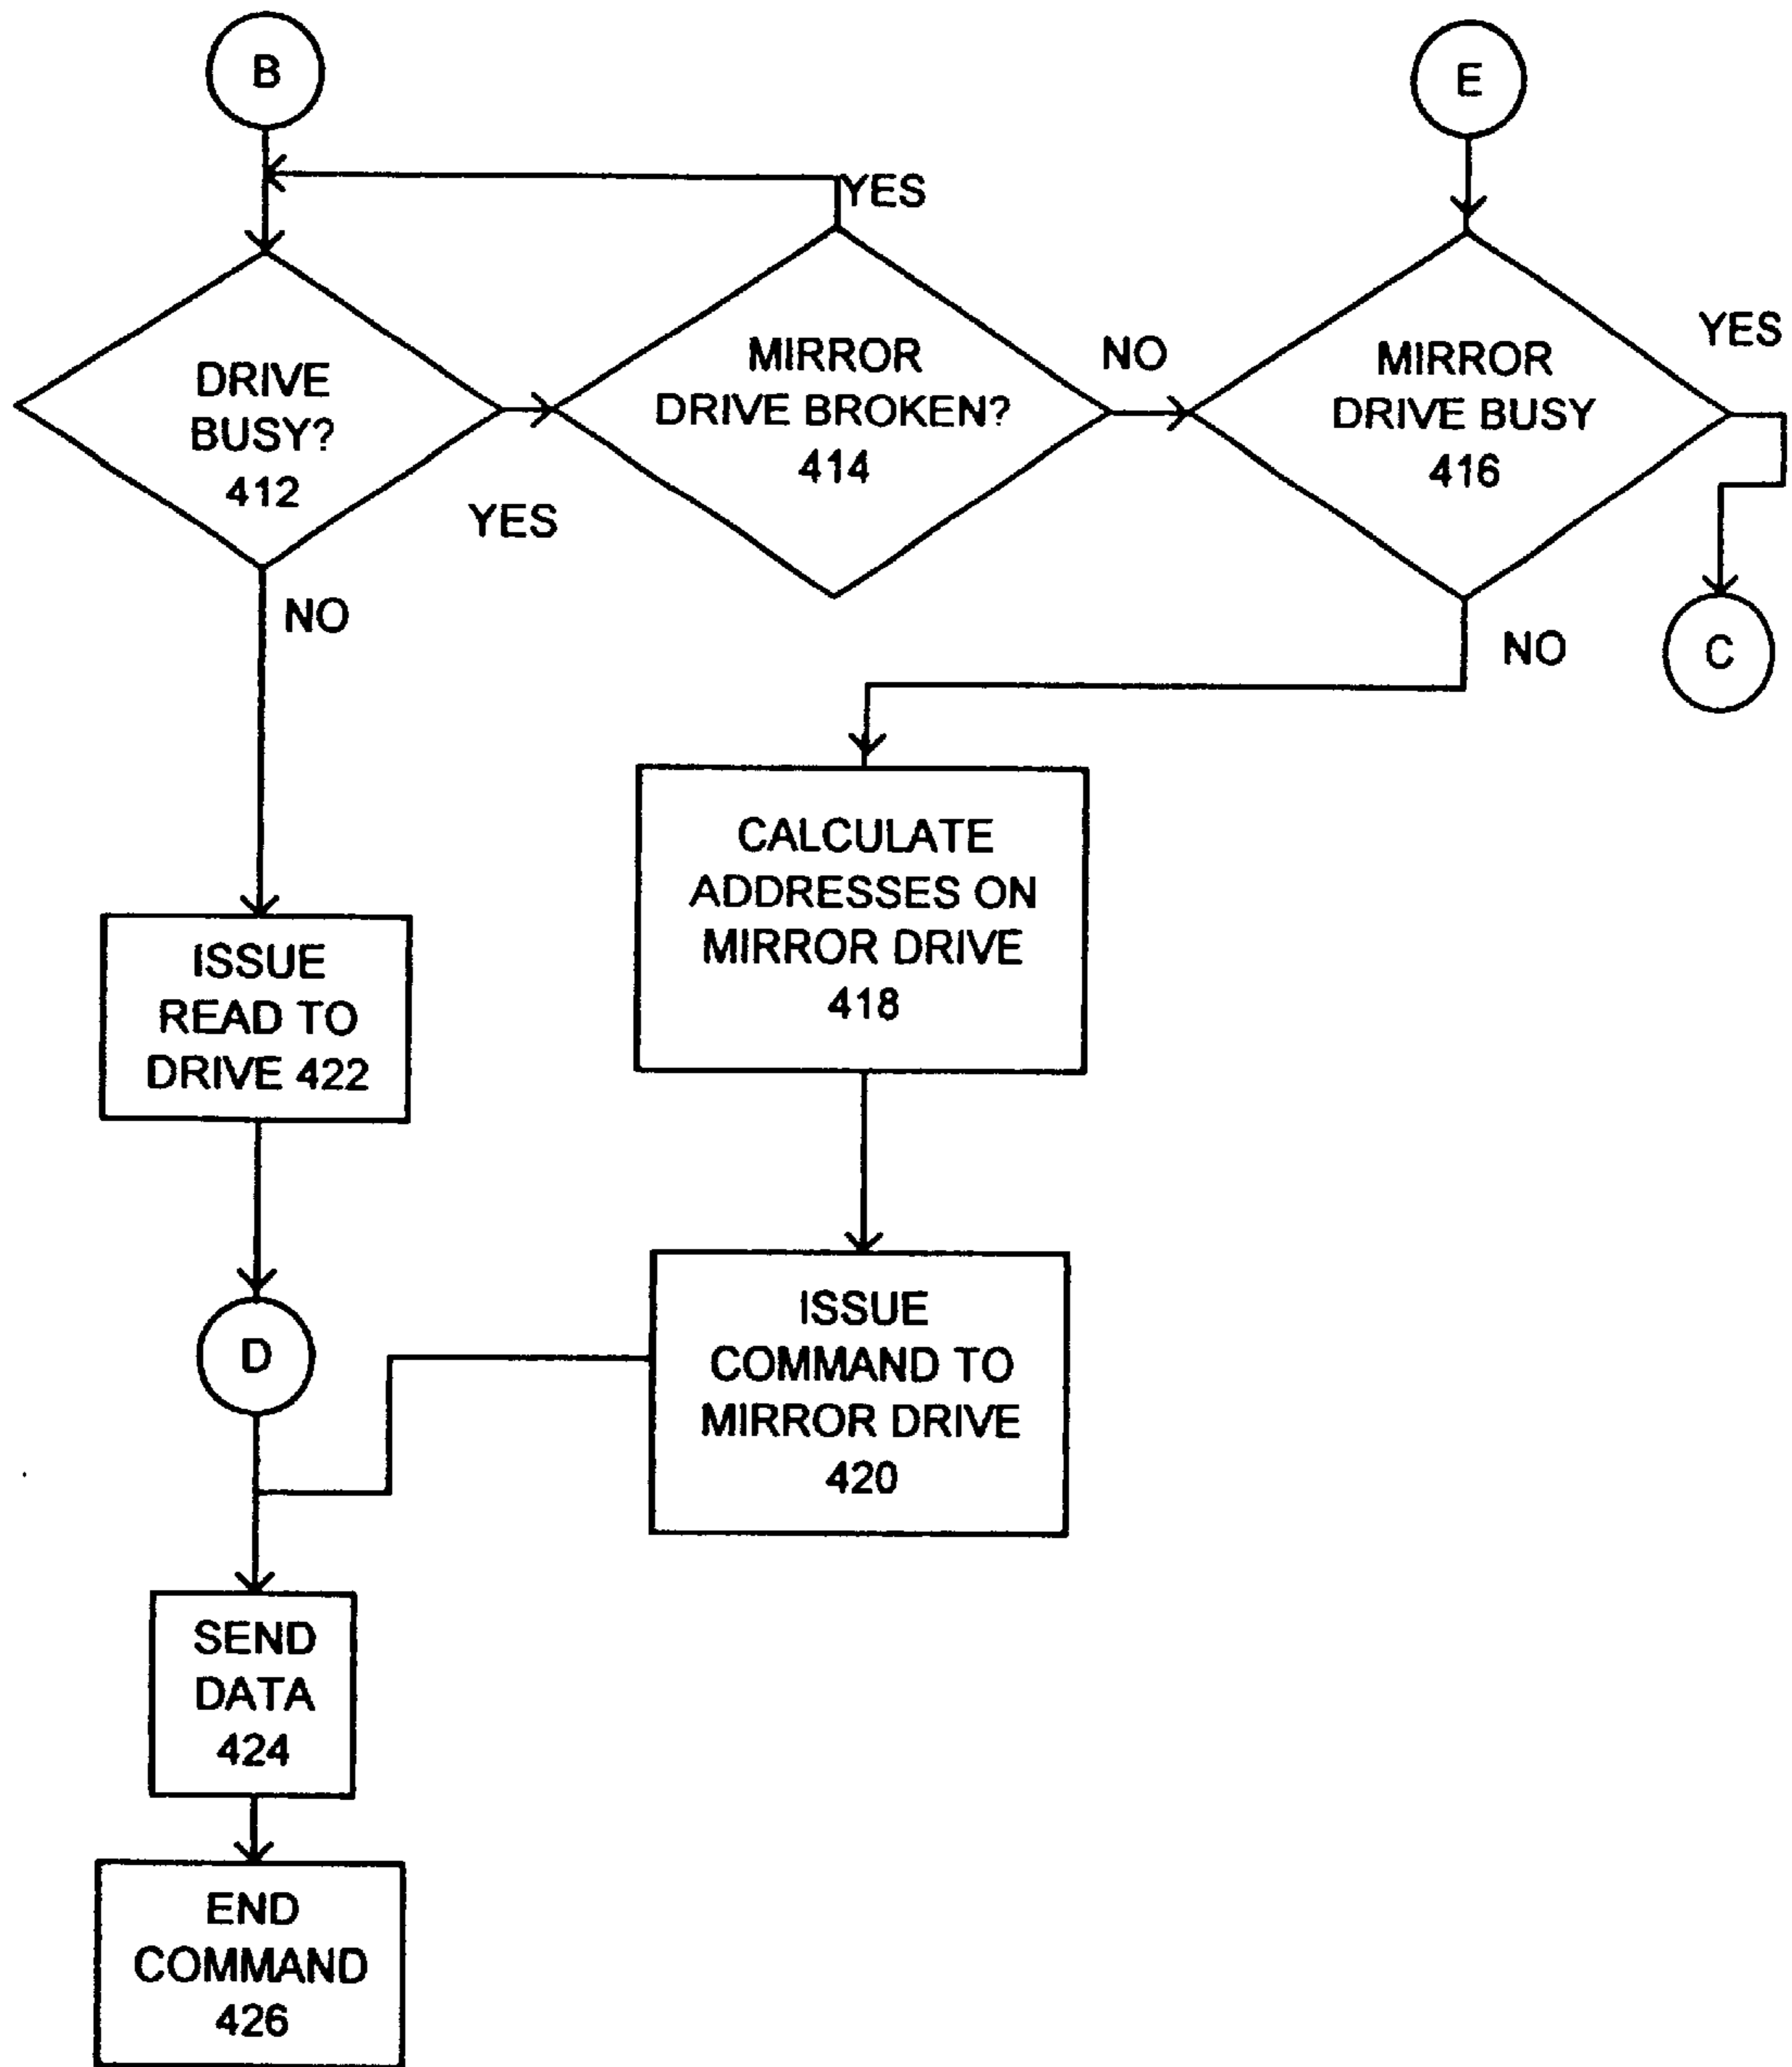 B
E
YES
DRIVE
BUSY?
412
YES
MIRROR
DRIVE BROKEN?
414
NO
MIRROR
DRIVE BUSY
416
YES
C
NO
NO
CALCULATE
ADDRESSES ON
MIRROR DRIVE
418
ISSUE
READ TO
DRIVE 422
D
ISSUE
COMMAND TO
MIRROR DRIVE
420
SEND
DATA
424
END
COMMAND
426